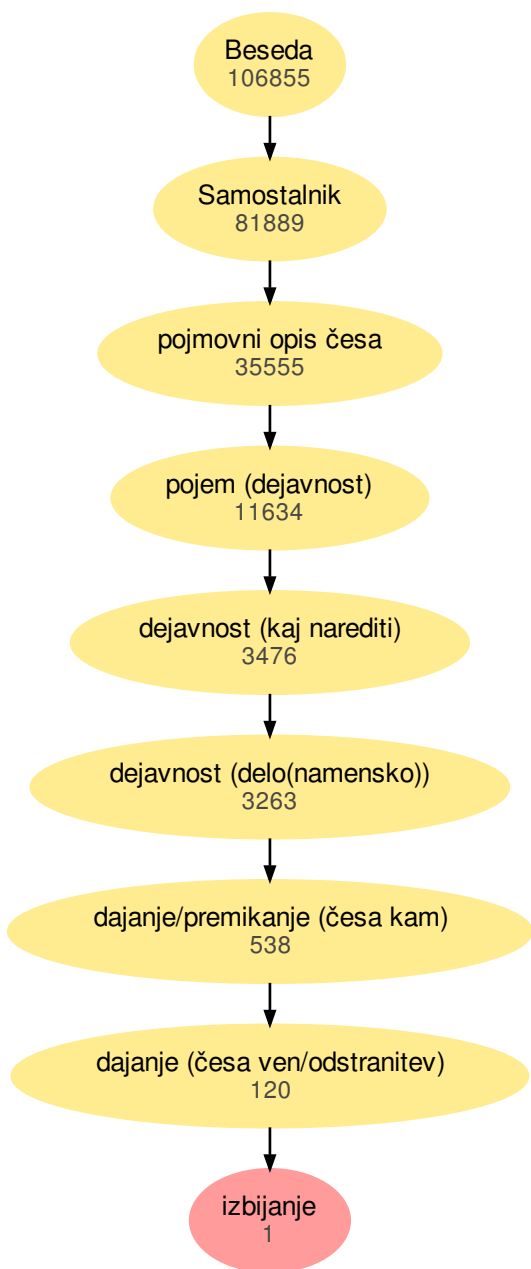 Beseda
106855
Samostalnik
81889
pojmovni opis česa
35555
pojem (dejavnost)
11634
dejavnost (kaj narediti)
3476
dejavnost (delo(namensko))
3263
dajanje/premikanje (česa kam)
538
dajanje (česa ven/odstranitev)
120
izbijanje
1